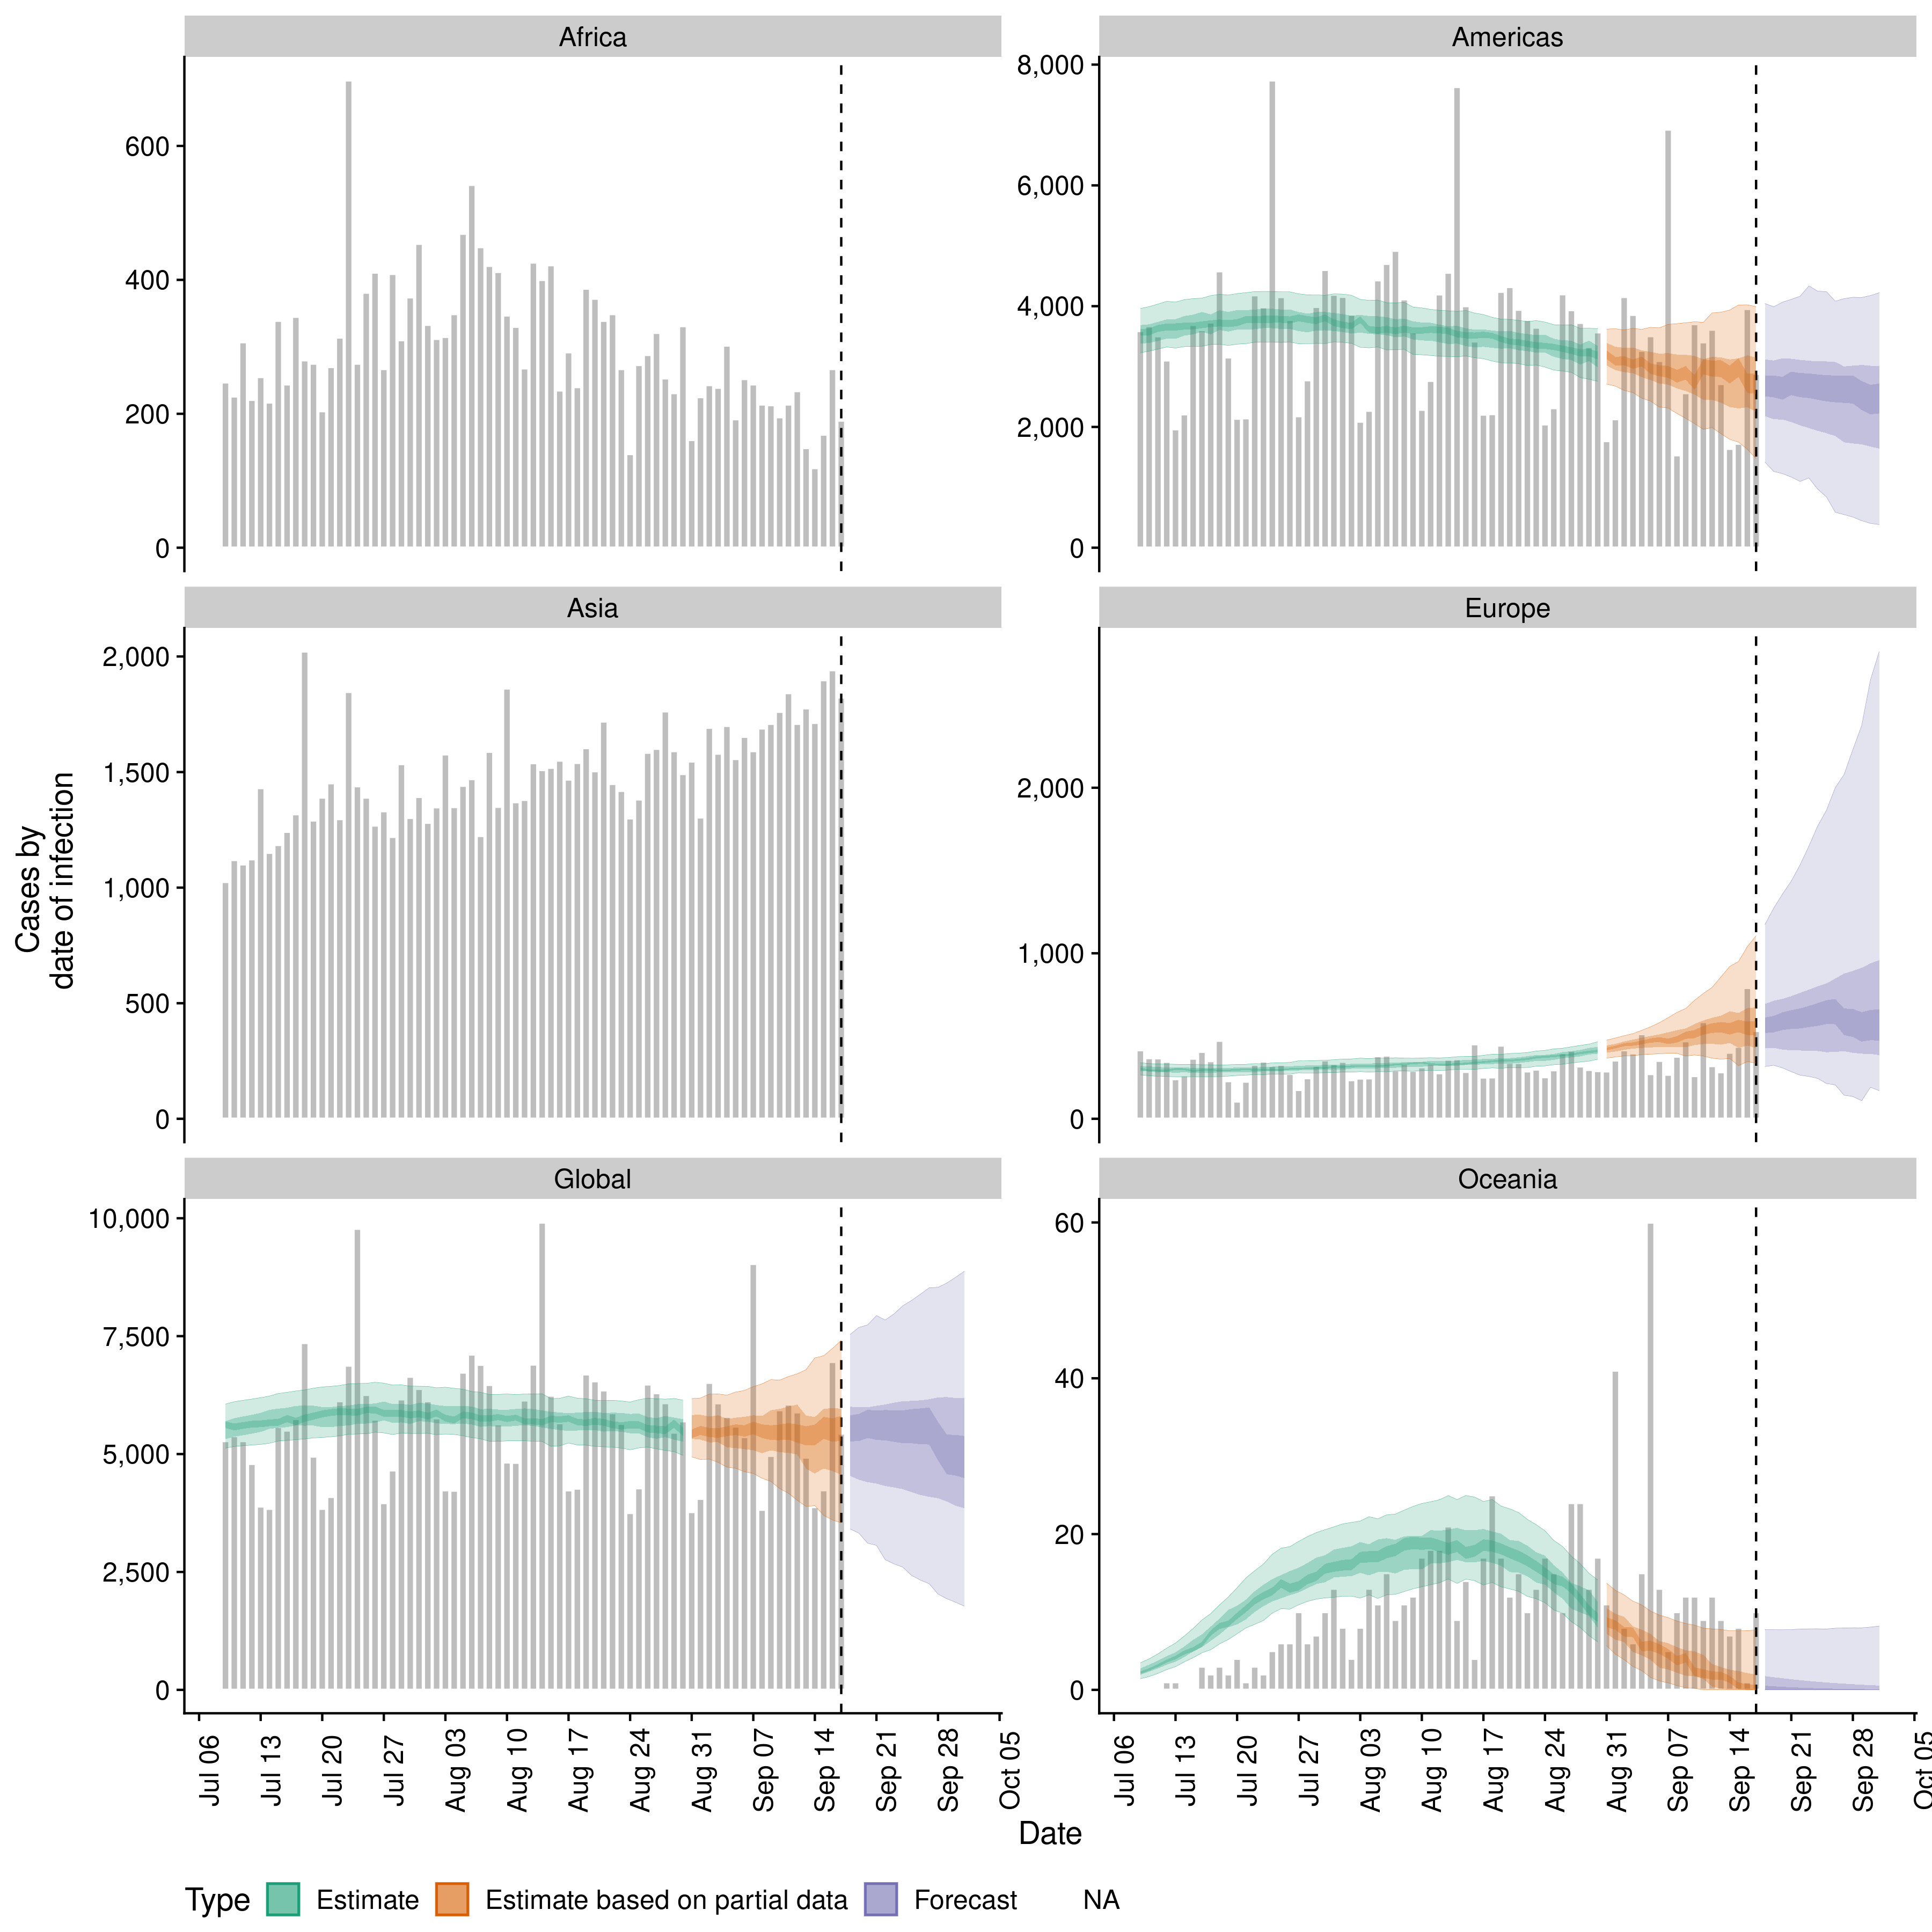 Africa
Americas
600
400
200
0
8,000
6,000
4,000
2,000
0
Asia
Europe
2,000
1,500
1,000
500
0
2,000
1,000
0
Cases by
date of infection
Global
Oceania
10,000
7,500
5,000
2,500
0
60
40
20
0
Jul 06
Jul 13
Jul 20
Jul 27
Aug 03
Aug 10
Aug 17
Aug 24
Aug 31
Sep 07
Sep 14
Sep 21
Sep 28
Oct 05
Jul 06
Jul 13
Jul 20
Jul 27
Aug 03
Aug 10
Aug 17
Aug 24
Aug 31
Sep 07
Sep 14
Sep 21
Sep 28
Oct 05
Date
Type Estimate Estimate based on partial data Forecast NA